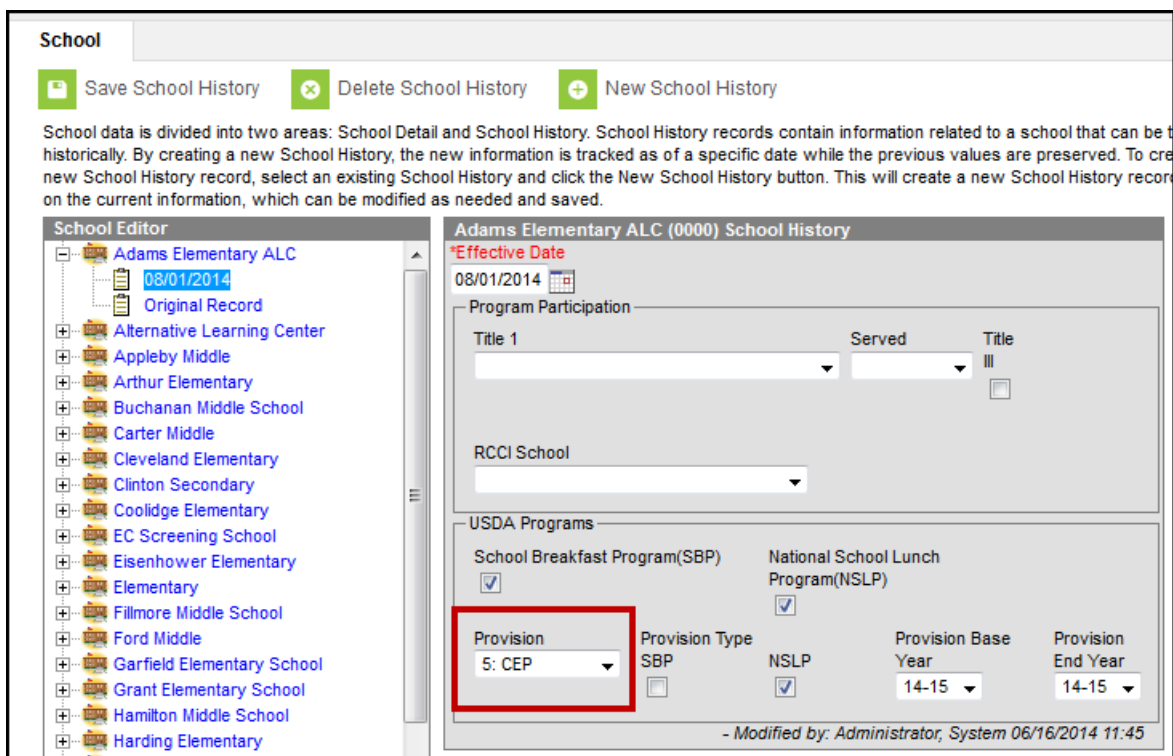 School
Save School History
Delete School History
New School History
School data is divided into two areas: School Detail and School History. School History records contain information related to a school that can be
historically. By creating a new School History, the new information is tracked as of a specific date while the previous values are preserved. To
new School History record, select an existing School History and click the New School History button. This will create a new School History
on the current information, which can be modified as needed and saved.
School Editor
Adams Elementary ALC
08/01/2014
Original Record
Alternative Learning Center
Appleby Middle
Arthur Elementary
Buchanan Middle School
Carter Middle
Cleveland Elementary
Clinton Secondary
Coolidge Elementary
EC Screening School
Eisenhower Elementary
Elementary
Fillmore Middle School
Ford Middle
Garfield Elementary School
Grant Elementary School
Hamilton Middle School
Harding Elementary
Adams Elementary ALC (0000) School History
*Effective Date
08/01/2014
Program Participation
Title 1
Served
Title
III
RCCI School
USDA Programs
School Breakfast Program(SBP)
National School Lunch
Program(NSLP)
Provision
5: CEP
Provision Type
SBP
NSLP
Provision Base
Year
14-15
Provision
End Year
14-15
- Modified by: Administrator, System 06/16/2014 11:45